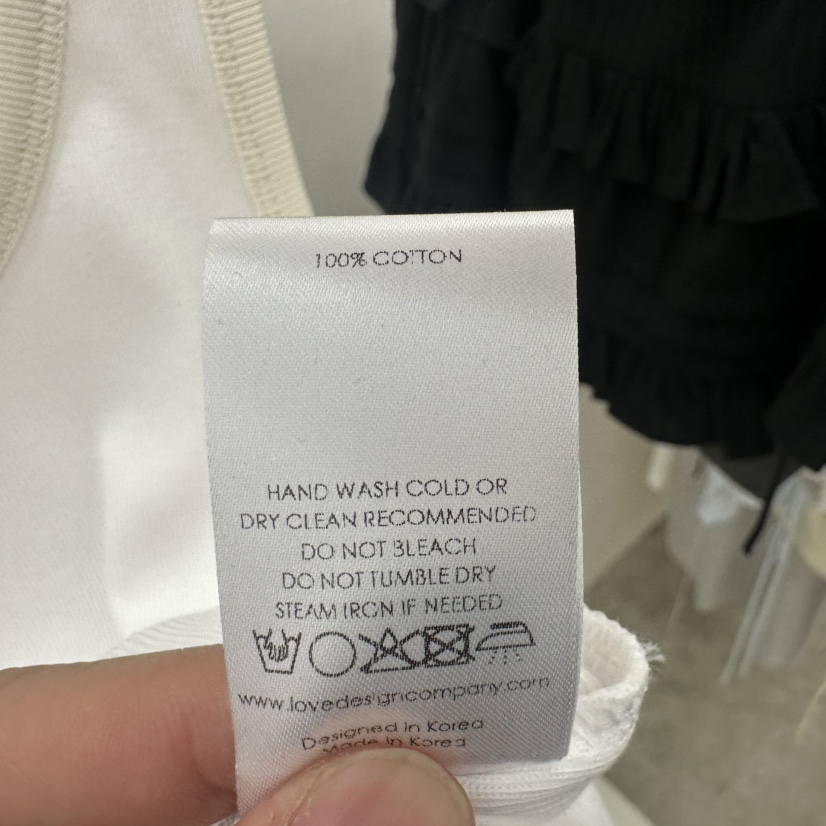 100% COTTON
HAND WASH COLD OR
DRY CLEAN RECOMMENDED
DO NOT BLEACH
DO NOT TUMBLE DRY
STEAM IRON IF NEEDED
www.lovedesigncompany.com
Designed in Korea
Made in Korea